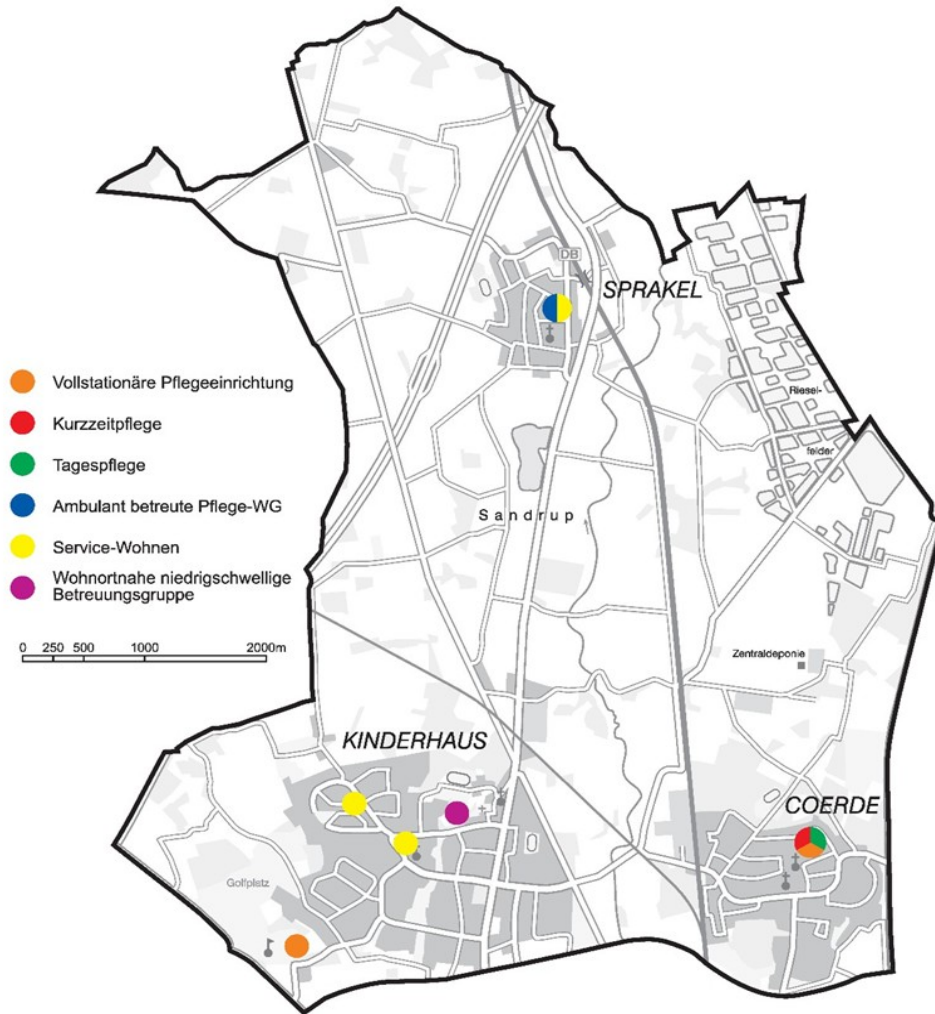 DB
SPRAKEL
Vollstationäre Pflegeeinrichtung
Kurzzeitpflege
Tagespflege
Ambulant betreute Pflege-WG
Service-Wohnen
Wohnortnahe niedrigschwellige
Betreuungsgruppe
0 250 500 1000 2000m
Riesel-
felder
Sandrup
Zentraldeponie
KINDERHAUS
COERDE
Golfplatz